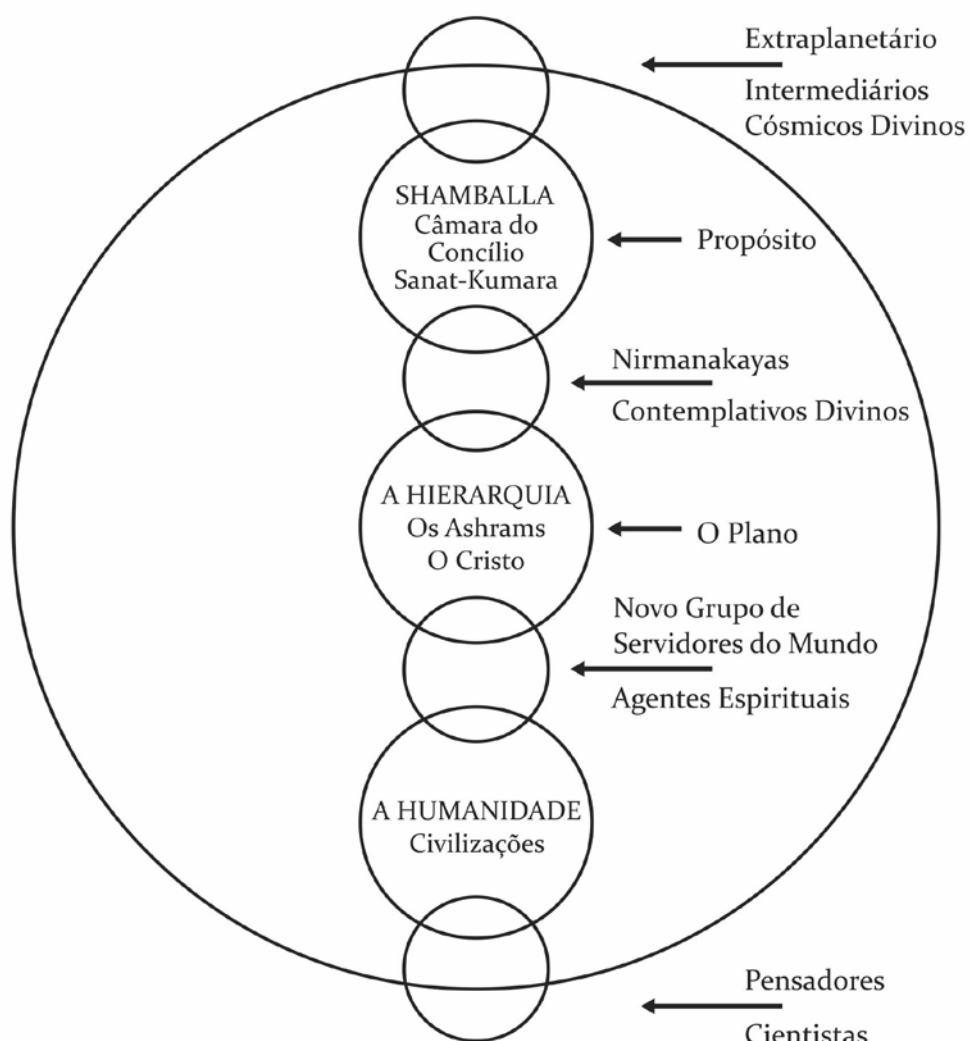 Extraplanetário
Intermediários
Cósmicos Divinos
SHAMBALLA
Câmara do
Concílio
Sanat-Kumara
Propósito
Nirmanakayas
Contemplativos Divinos
A HIERARQUIA
Os Ashrams
O Cristo
O Plano
Novo Grupo de
Servidores do Mundo
Agentes Espirituais
A HUMANIDADE
Civilizações
Pensadores
Cientistas